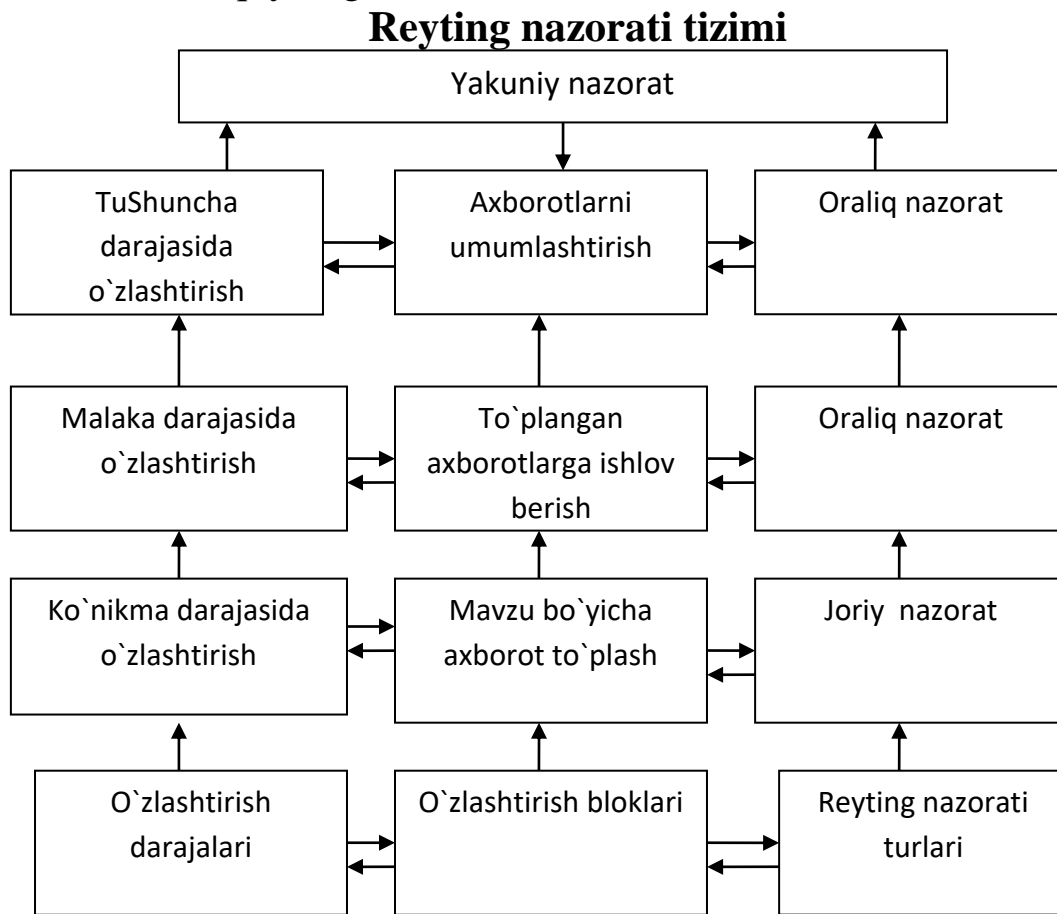 Reyting nazorati tizimi
Yakuniy nazorat
TuShuncha
darajasida
o`zlashtirish
Axborotlarni
umumlashtirish
Oraliq nazorat
Malaka darajasida
o`zlashtirish
To`plangan
axborotlarga ishlov
berish
Oraliq nazorat
Ko`nikma darajasida
o`zlashtirish
Mavzu bo`yicha
axborot to`plash
Joriy  nazorat
O`zlashtirish
darajalari
O`zlashtirish bloklari
Reyting nazorati
turlari